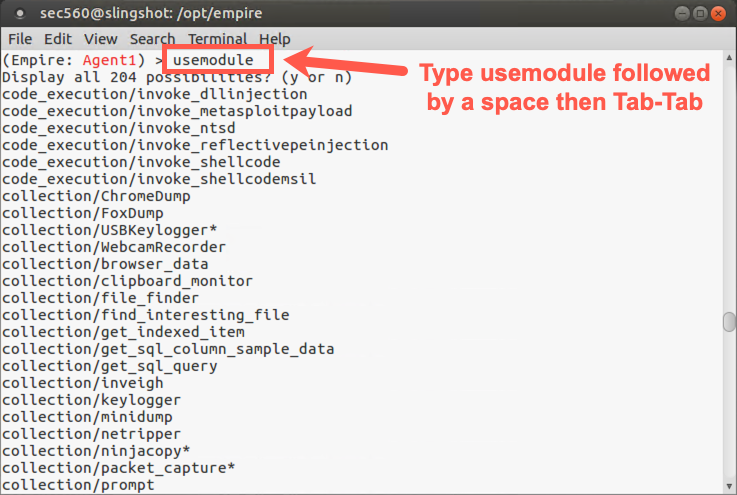 sec560@slingshot: /opt/empire
File Edit View Search Terminal Help
(Empire: Agent1) > usemodule
Display all 204 possibilities? (y or n)
Type usemodule followed
by a space then Tab-Tab
code_execution/invoke_dllinjection
code_execution/invoke_metasploitpayload
code_execution/invoke_ntsd
code_execution/invoke_reflectivepeinjection
code_execution/invoke_shellcode
code_execution/invoke_shellcodemsil
collection/ChromeDump
collection/FoxDump
collection/USBKeylogger*
collection/WebcamRecorder
collection/browser_data
collection/clipboard_monitor
collection/file_finder
collection/find_interesting_file
collection/get_indexed_item
collection/get_sql_column_sample_data
collection/get_sql_query
collection/inveigh
collection/keylogger
collection/minidump
collection/netripper
collection/ninjacopy*
collection/packet_capture*
collection/prompt